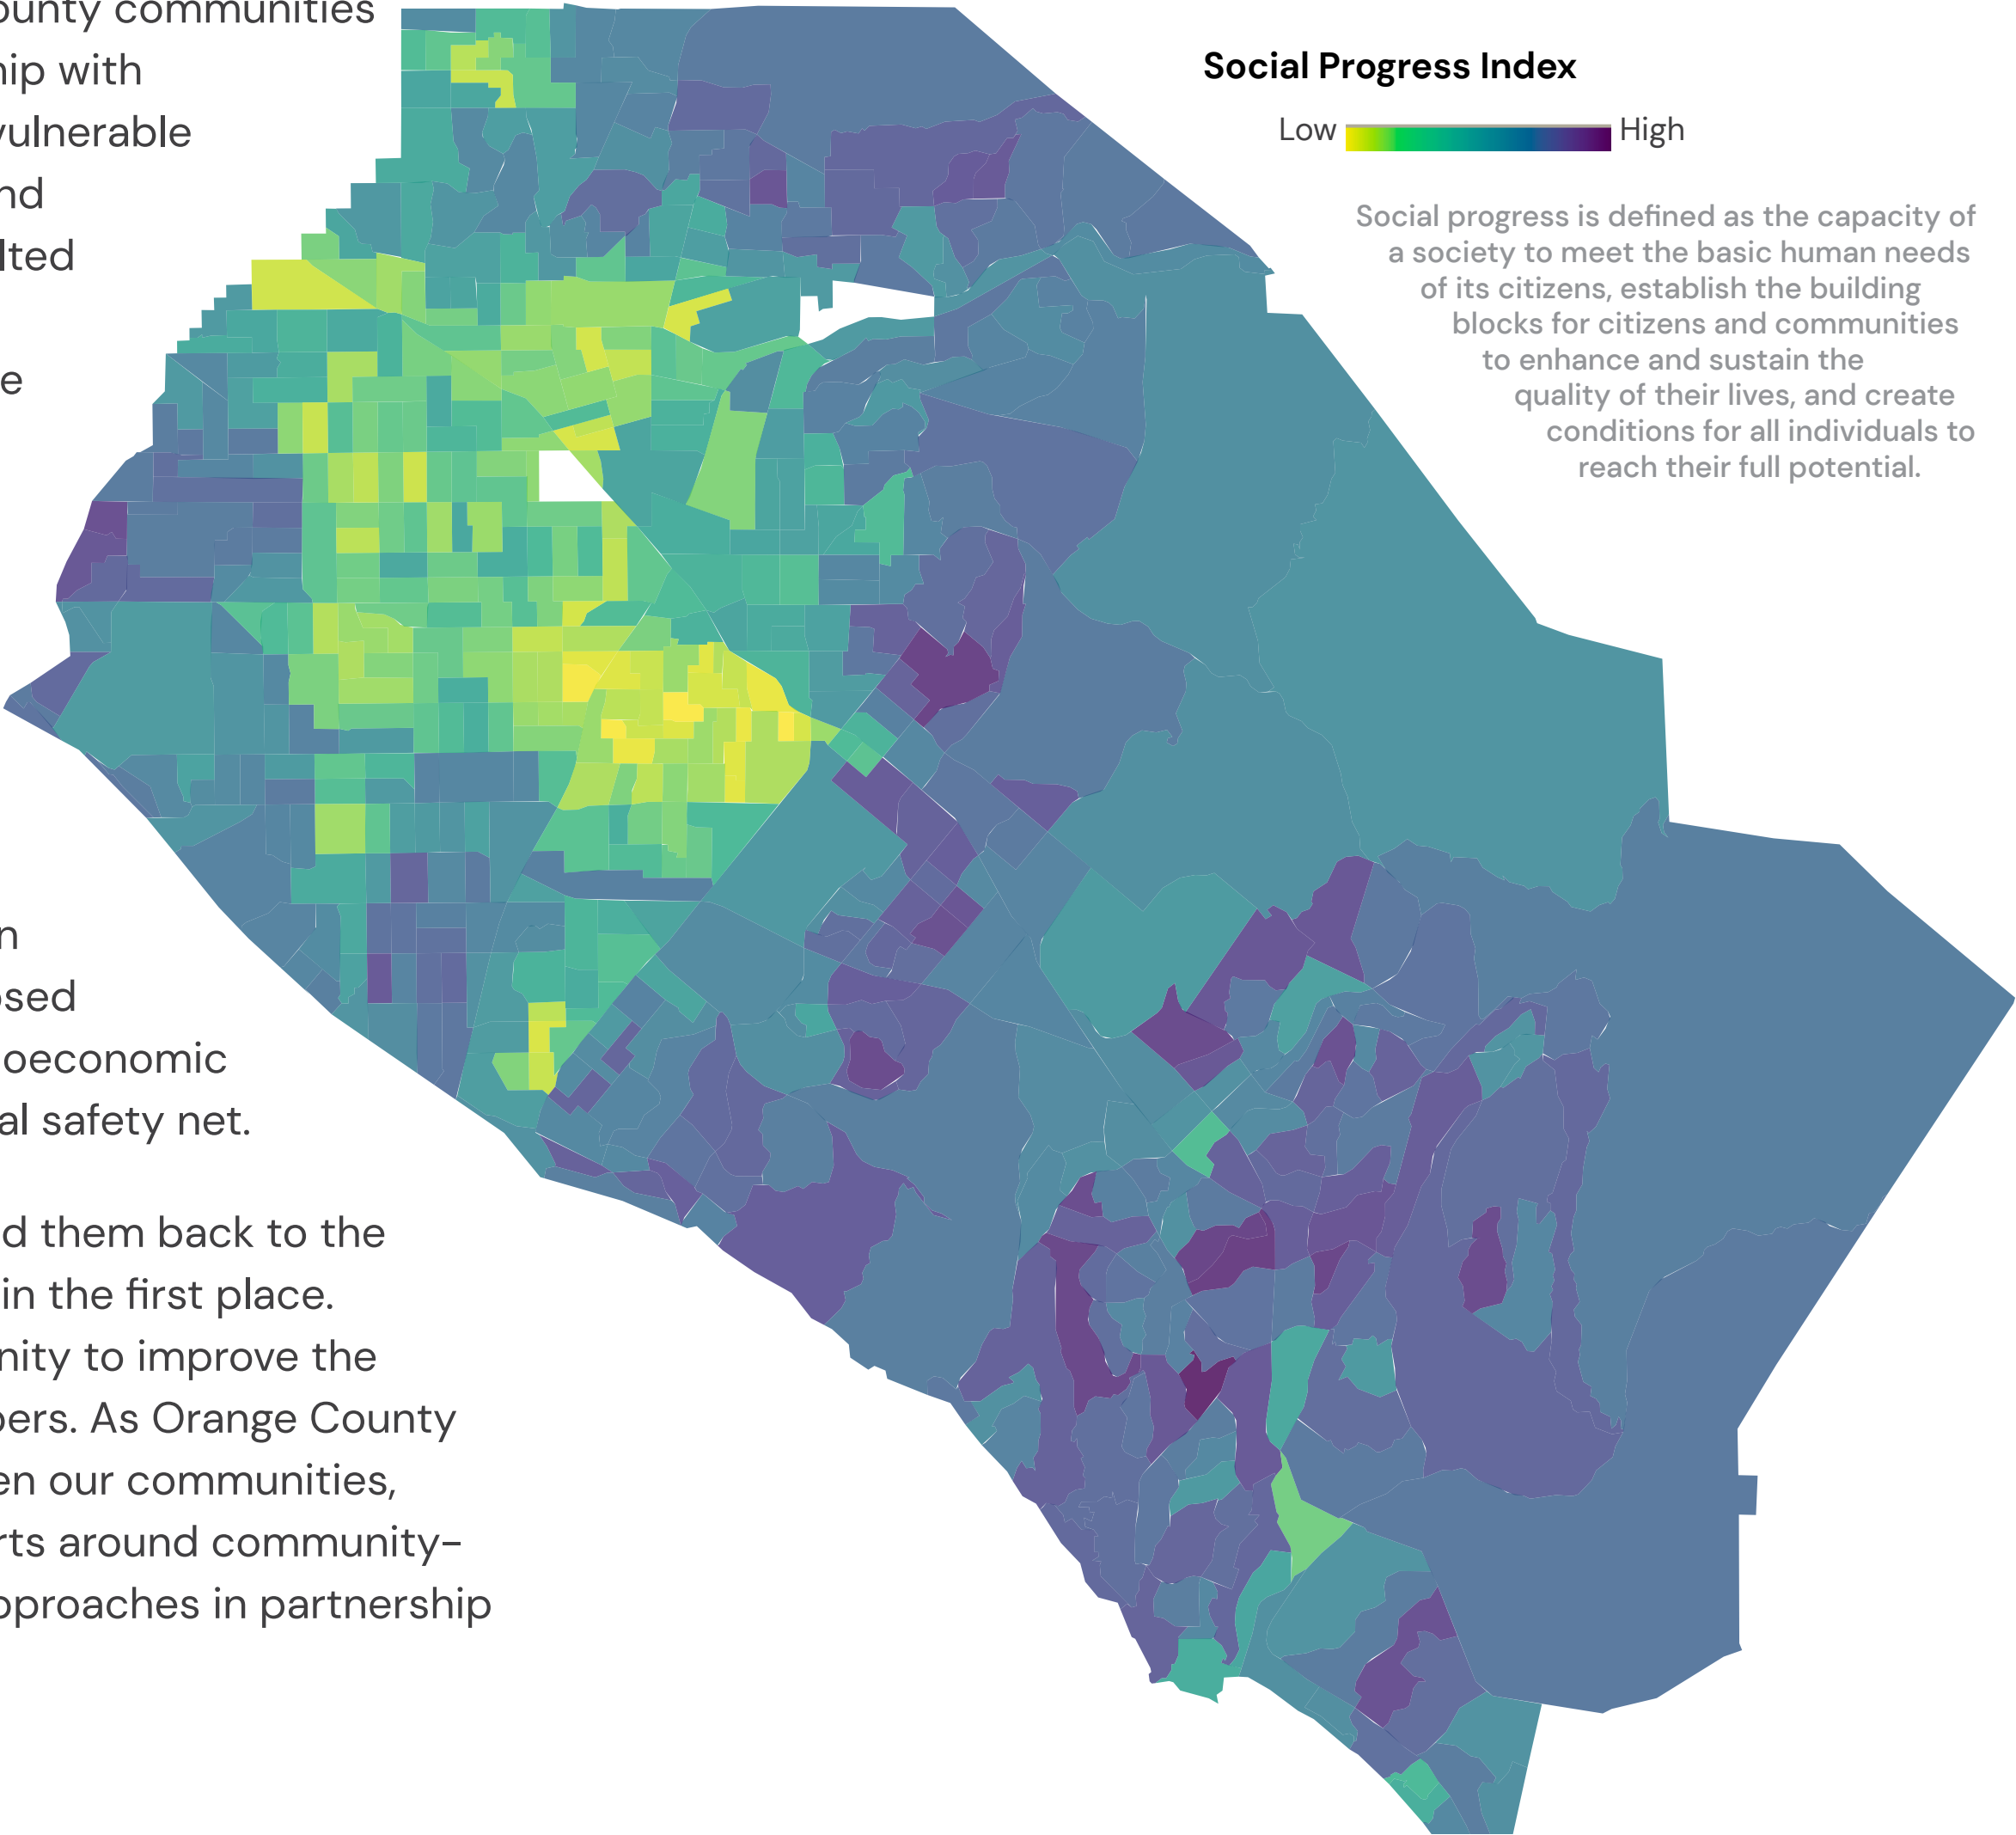 ounty communities
hip with
vulnerable
nd
lted
e
n
osed
oeconomic
al safety net.
d them back to the
in the first place.
nity to improve the
bers. As Orange County
en our communities,
rts around community-
pproaches in partnership
Social Progress Index
Low
High
Social progress is defined as the capacity of
a society to meet the basic human needs
of its citizens, establish the building
blocks for citizens and communities
to enhance and sustain the
quality of their lives, and create
conditions for all individuals to
reach their full potential.